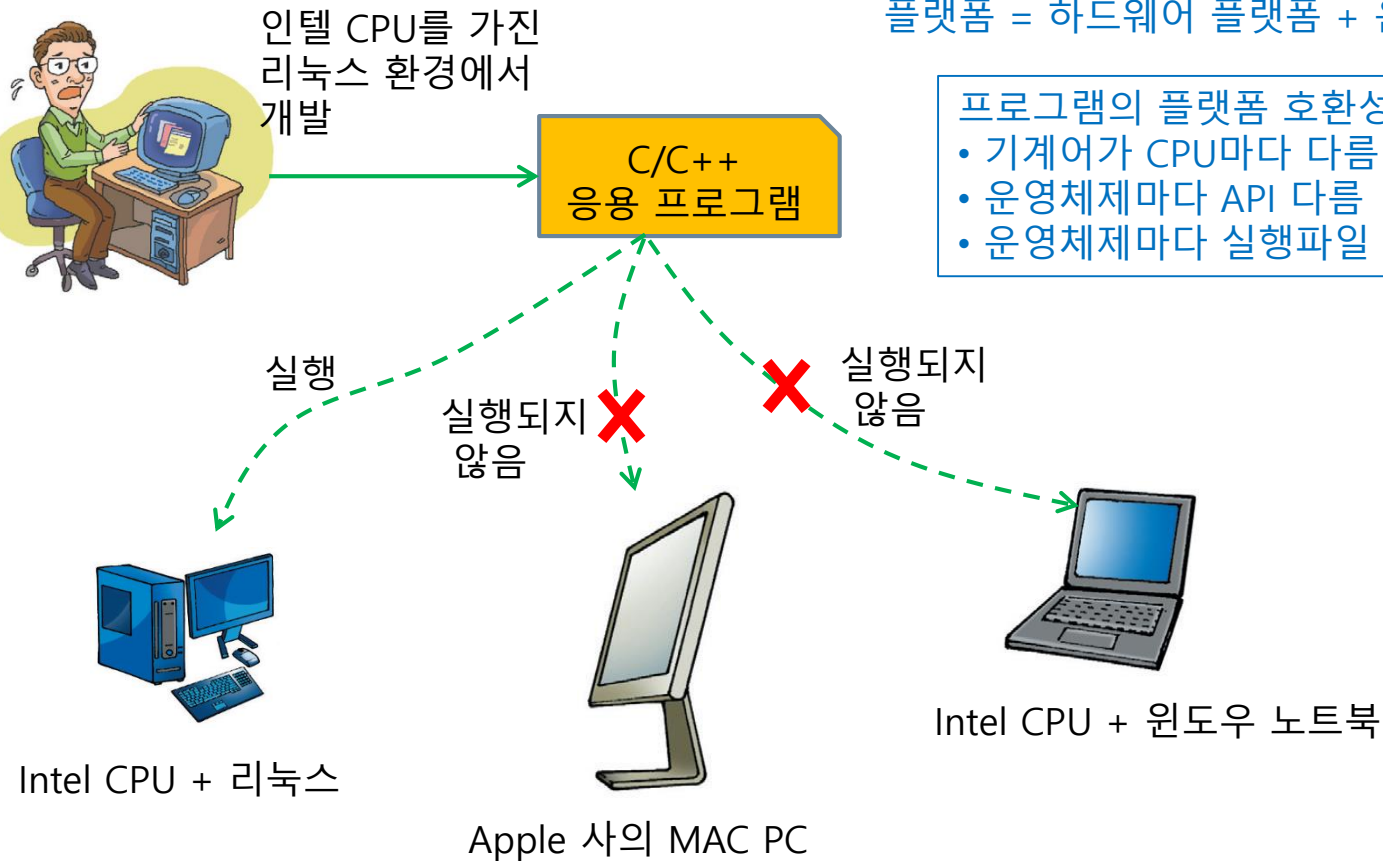 인텔 CPU를 가진
리눅스 환경에서
개발
플랫폼 = 하드웨어 플랫폼 +
프로그램의 플랫폼 호환성
• 기계어가 CPU마다 다름
• 운영체제마다 API 다름
• 운영체제마다 실행파일
C/C++
응용 프로그램
실행
실행되지
않음
실행되지
않음
Intel CPU + 리눅스
Apple 사의 MAC PC
Intel CPU + 윈도우 노트북